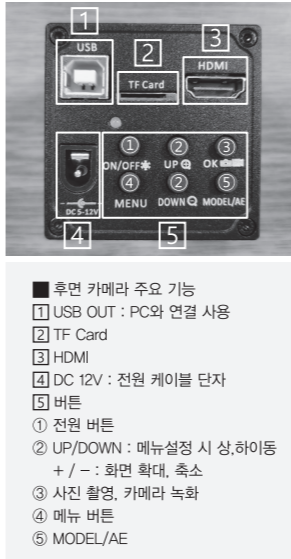 1
USB
2
TF Card
3
HDMI
① ② ③
ON/OFF✱ UP OK
④ ② ⑤
MENU DOWN MODEL/AE
DC 5-12V
4
5
■ 후면 카메라 주요 기능
1 USB OUT : PC와 연결 사용
2 TF Card
3 HDMI
4 DC 12V : 전원 케이블 단자
5 버튼
① 전원 버튼
② UP/DOWN : 메뉴설정 시 상,하이동
+ / − : 화면 확대, 축소
③ 사진 촬영, 카메라 녹화
④ 메뉴 버튼
⑤ MODEL/AE